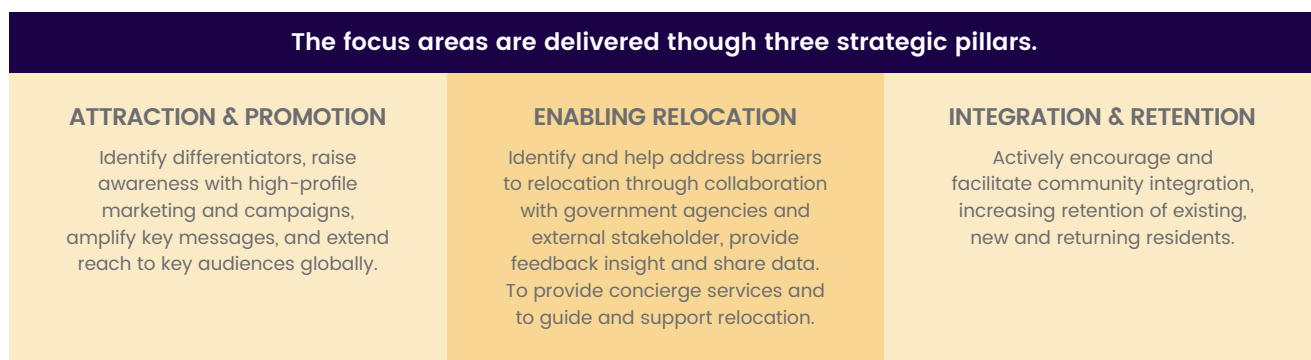 The focus areas are delivered though three strategic pillars.
ATTRACTION & PROMOTION
Identify differentiators, raise
awareness with high-profile
marketing and campaigns,
amplify key messages, and extend
reach to key audiences globally.
ENABLING RELOCATION
Identify and help address barriers
to relocation through collaboration
with government agencies and
external stakeholder, provide
feedback insight and share data.
To provide concierge services and
to guide and support relocation.
INTEGRATION & RETENTION
Actively encourage and
facilitate community integration,
increasing retention of existing,
new and returning residents.